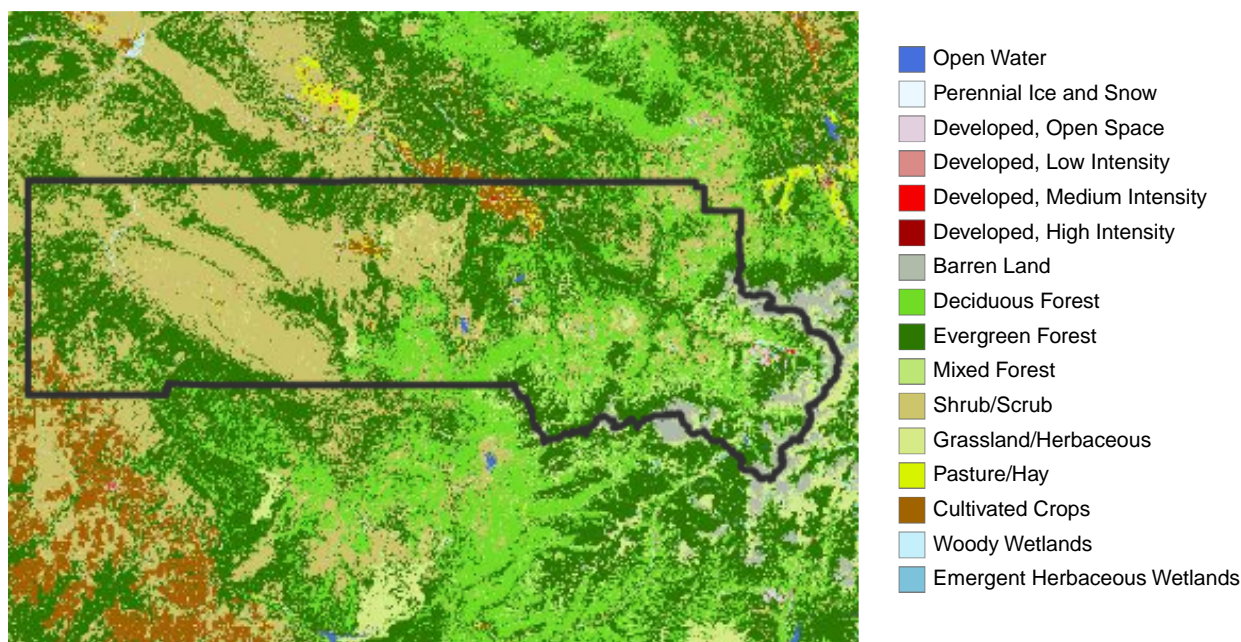 Open Water
Perennial Ice and Snow
Developed, Open Space
Developed, Low Intensity
Developed, Medium Intensity
Developed, High Intensity
Barren Land
Deciduous Forest
Evergreen Forest
Mixed Forest
Shrub/Scrub
Grassland/Herbaceous
Pasture/Hay
Cultivated Crops
Woody Wetlands
Emergent Herbaceous Wetlands